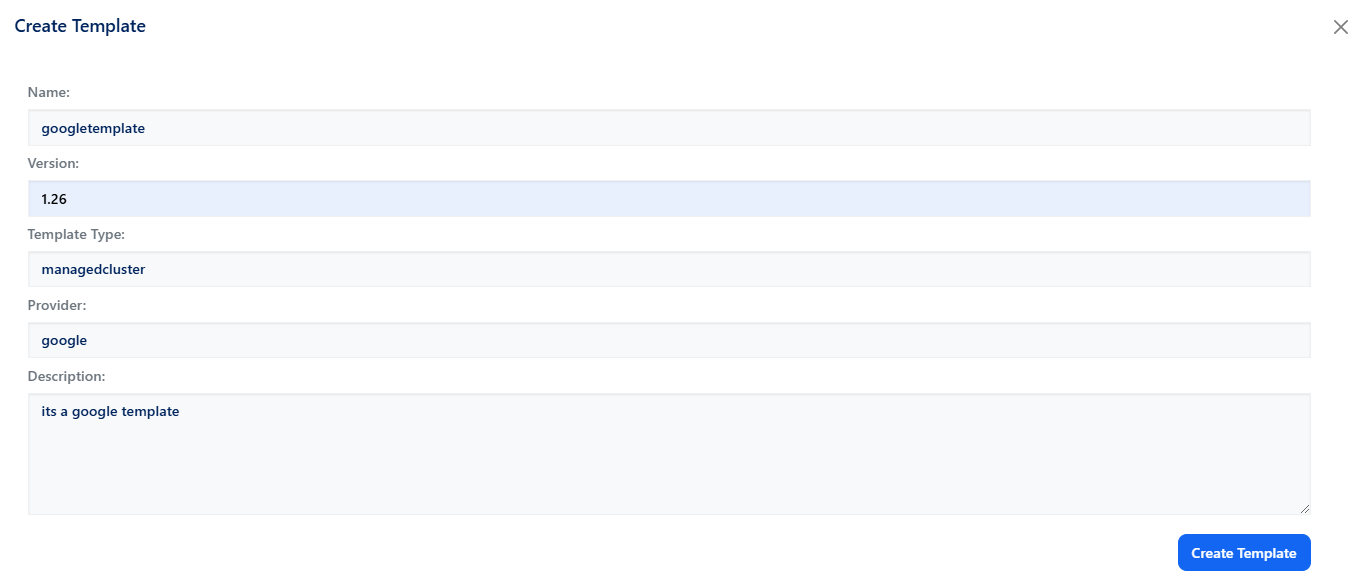 Create Template
Name:
googletemplate
Version:
1.26
Template Type:
managedcluster
Provider:
google
Description:
its a google template
Create Template